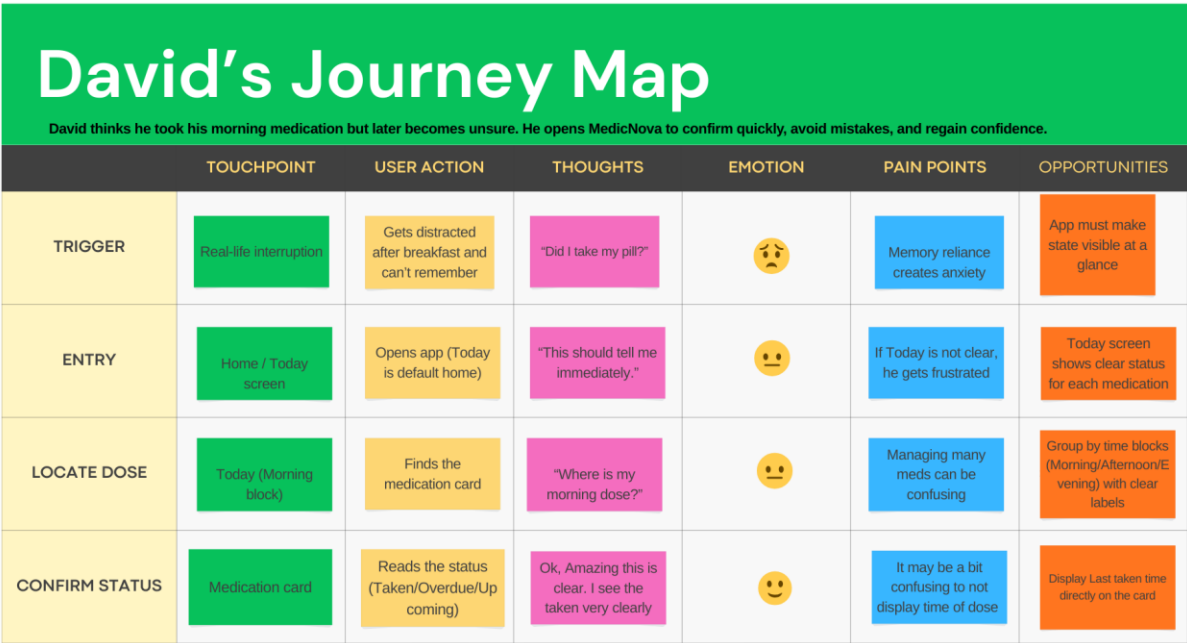 David's Journey Map
David thinks he took his morning medication but later becomes unsure. He opens MedicNova to confirm quickly, avoid mistakes, and regain confidence.
TOUCHPOINT
USER ACTION
THOUGHTS
EMOTION
PAIN POINTS
OPPORTUNITIES
TRIGGER
Real-life interruption
Gets distracted
after breakfast and
can't remember
“Did I take my pill?”
Memory reliance
creates anxiety
App must make
state visible at a
glance
ENTRY
Home / Today
screen
Opens app (Today
is default home)
“This should tell me
immediately.”
If Today is not clear,
he gets frustrated
Today screen
shows clear status
for each medication
LOCATE DOSE
Today (Morning
block)
Finds the
medication card
“Where is my
morning dose?”
Managing many
meds can be
confusing
Group by time blocks
(Morning/Afternoon/E
vening) with clear
labels
CONFIRM STATUS
Medication card
Reads the status
(Taken/Overdue/Up
coming)
Ok, Amazing this is
clear. I see the
taken very clearly
It may be a bit
confusing to not
display time of dose
Display Last taken time
directly on the card